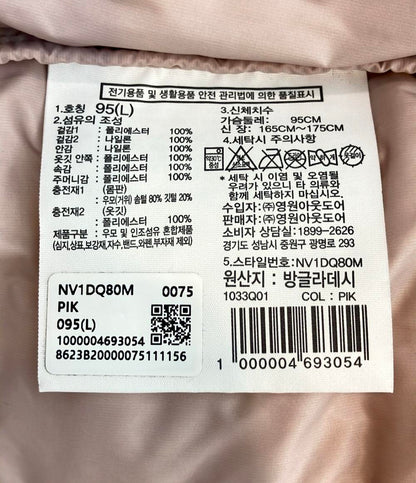 전기용품 및 생활용품 안전 관리법에 의한 품질표시
1.호칭 95(L)
2.섬유의 조성
겉감1 : 폴리에스터 100%
겉감2 : 나일론 100%
안감 : 나일론 100%
옷깃 안쪽 : 폴리에스터 100%
속감 : 폴리에스터 100%
주머니감 : 폴리에스터 100%
충전재1 : (몸판)
우모(거위) 솜털 80% 깃털 20%
충전재2 : (옷깃)
폴리에스터 100%
제품구분 : 우모및 인조섬유 혼합제품
(심지,상표,보강재,자수,밴드,와펜,부자재 제외)
3.신체치수
가슴둘레: 95CM
신 장: 165CM~175CM
4.세탁시 주의사항
약30℃
중성
* 세탁 시 이염 및 오염될
우려가 있으니 타 의류와
함께 세탁하지 마십시오.
수입자: (주)영원아웃도어
판매자: (주)영원아웃도어
소비자 상담실: 1899-2626
경기도 성남시 중원구 광명로 293
5.스타일번호: NV1DQ80M
원산지 : 방글라데시
1033Q01 COL : PIK
1 000004 693054
NV1DQ80M 0075
PIK
095(L)
1000004693054
8623B20000075111156